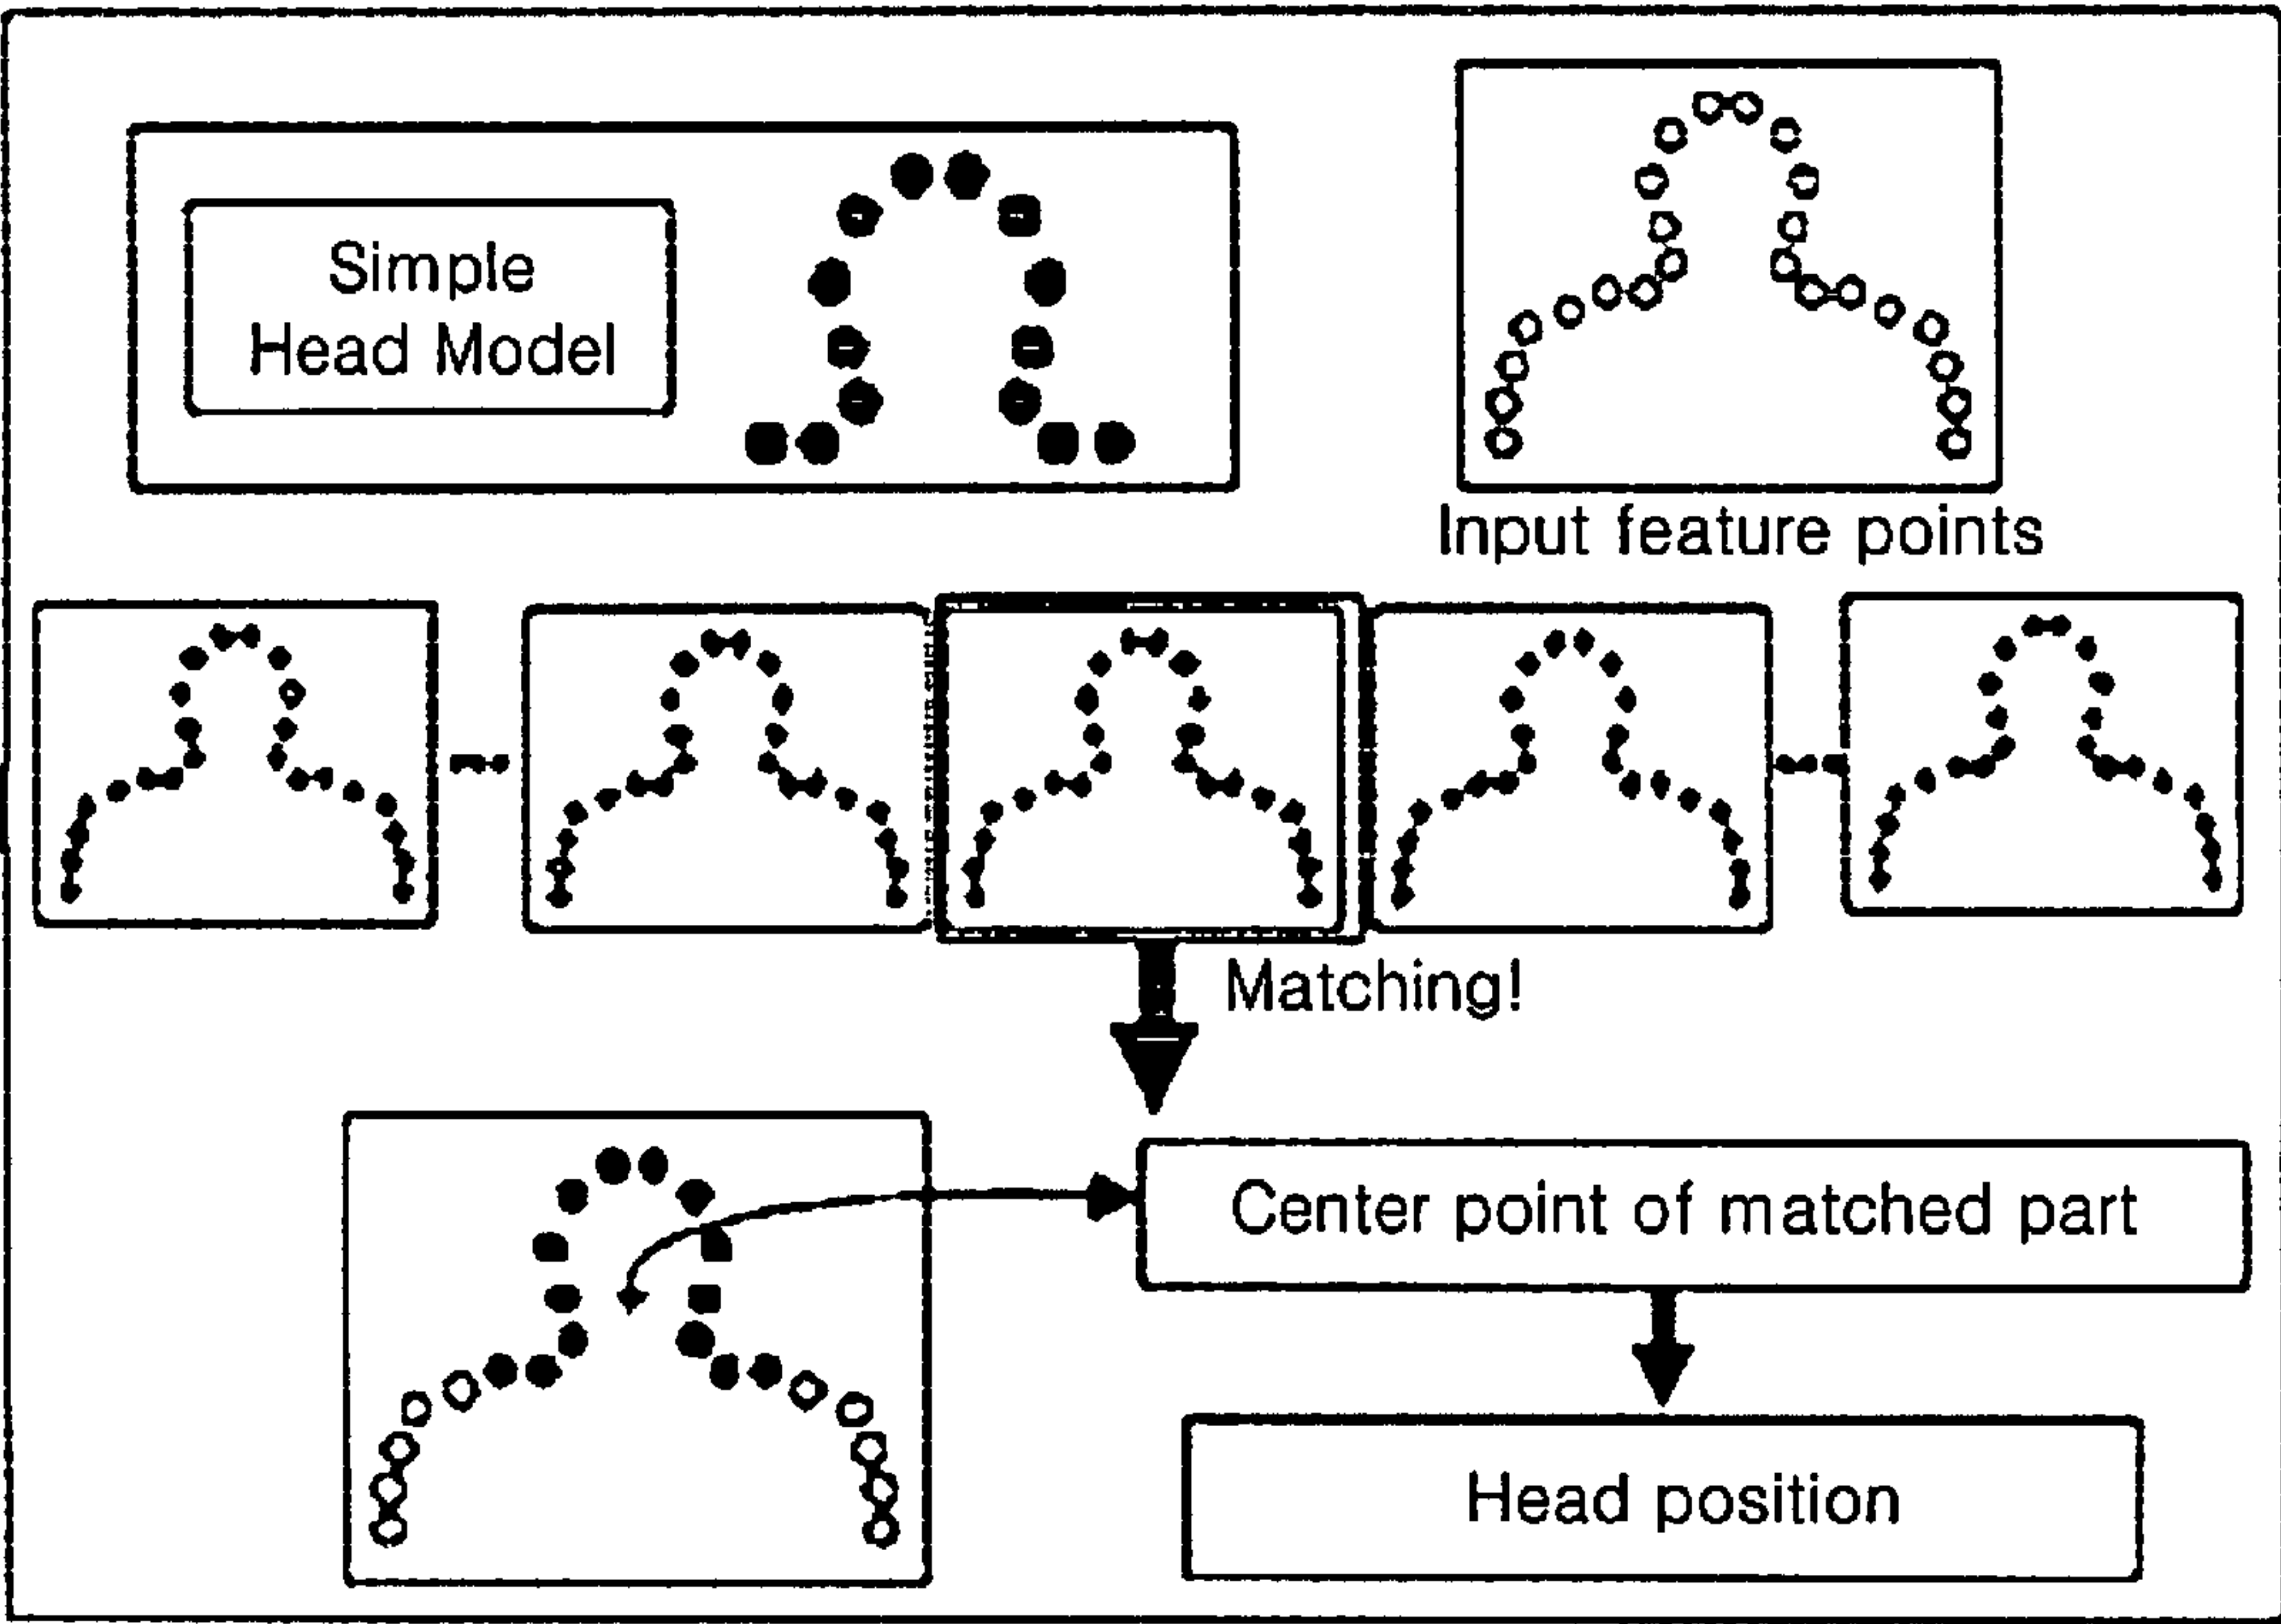 Simple
Head Model
Input feature points
Matching!
Center point of matched part
Head position